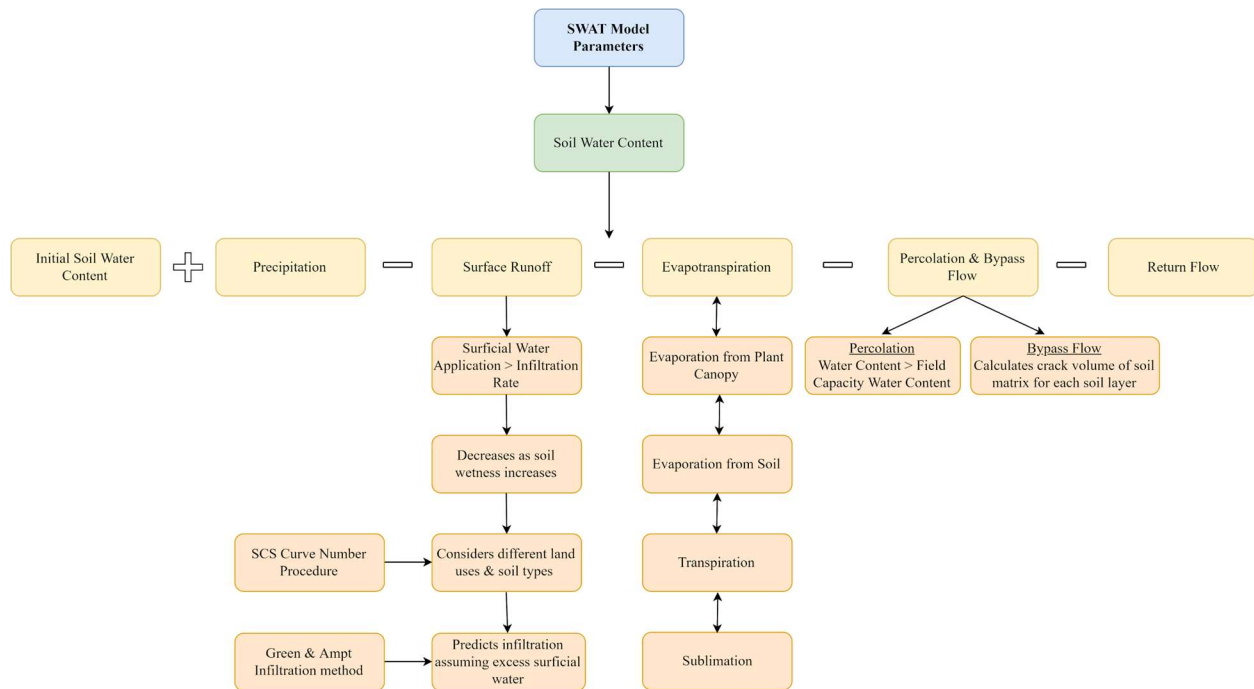 SWAT Model
Parameters
Soil Water Content
Initial Soil Water
Content
Precipitation
Surface Runoff
Evapotranspiration
Percolation & Bypass
Flow
Return Flow
Surficial Water
Application > Infiltration
Rate
Evaporation from Plant
Canopy
Percolation
Water Content > Field
Capacity Water Content
Bypass Flow
Calculates crack volume of soil
matrix for each soil layer
Decreases as soil
wetness increases
Evaporation from Soil
SCS Curve Number
Procedure
Considers different land
uses & soil types
Transpiration
Green & Ampt
Infiltration method
Predicts infiltration
assuming excess surficial
water
Sublimation